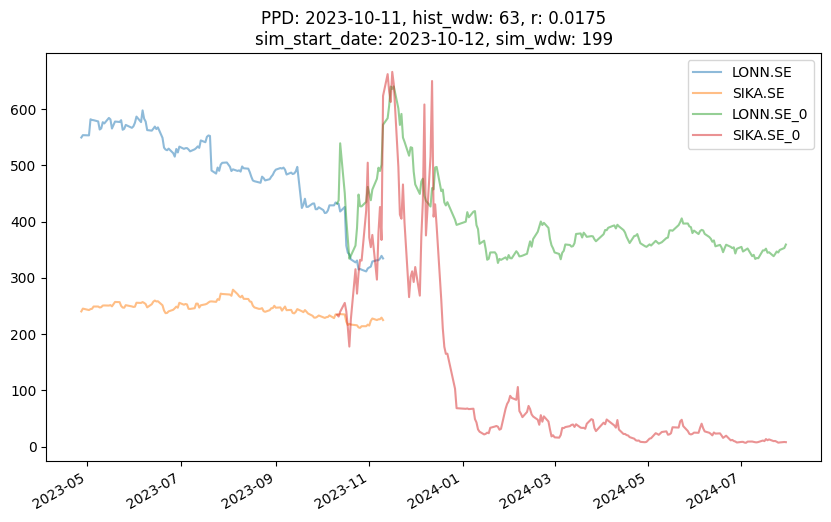 PPD: 2023-10-11, hist_wdw: 63, r: 0.0175
sim_start_date: 2023-10-12, sim_wdw: 199
LONN.SE
SIKA.SE
LONN.SE_0
SIKA.SE_0
600
500
400
300
200
100
0
2023-05
2023-07
2023-09
2023-11
2024-01
2024-03
2024-05
2024-07